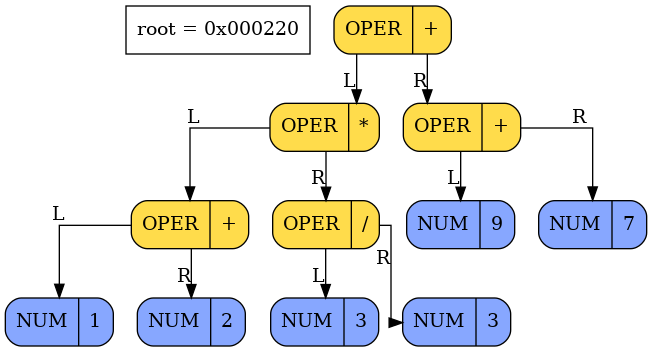 root = 0x000220
OPER +
L
R
OPER *
OPER +
L
R
L
R
OPER +
OPER /
NUM 9
NUM 7
L
R
L
R
NUM 1
NUM 2
NUM 3
NUM 3